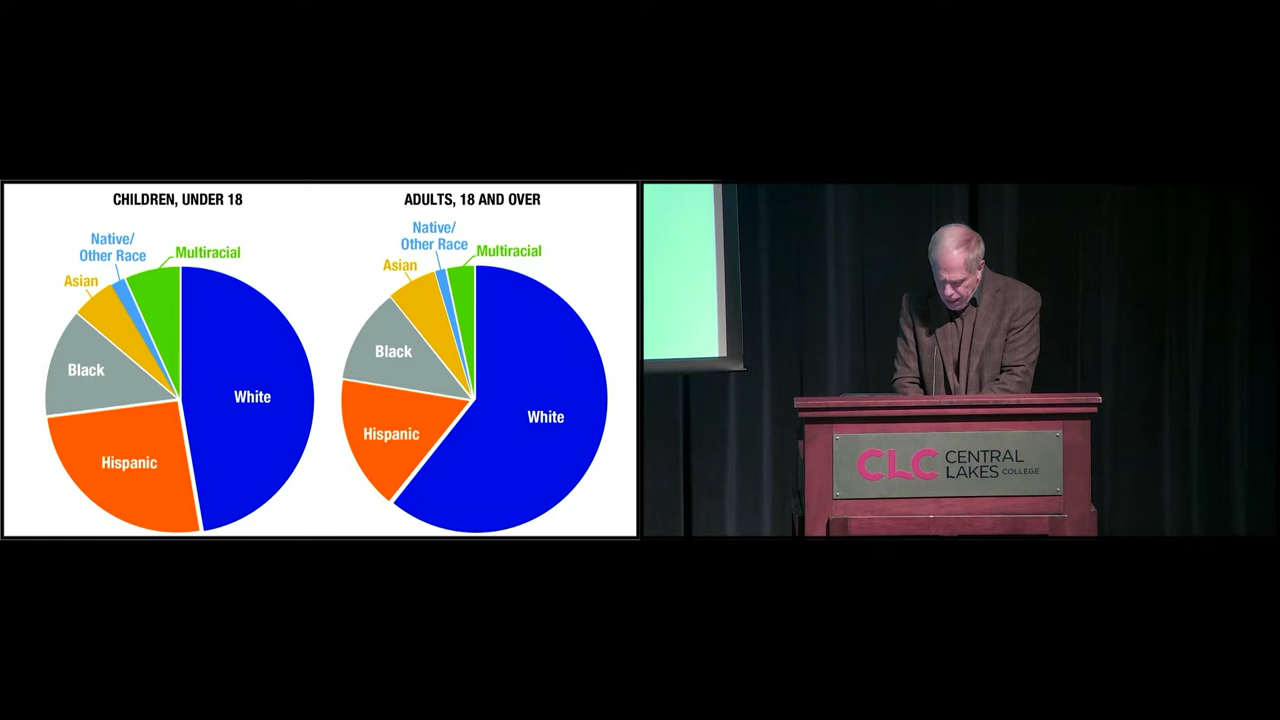 CHILDREN, UNDER 18
Native/
Other Race
Multiracial
Asian
Black
White
Hispanic
ADULTS, 18 AND OVER
Native/
Other Race
Multiracial
Asian
Black
White
Hispanic
CLC CENTRAL
LAKES COLLEGE